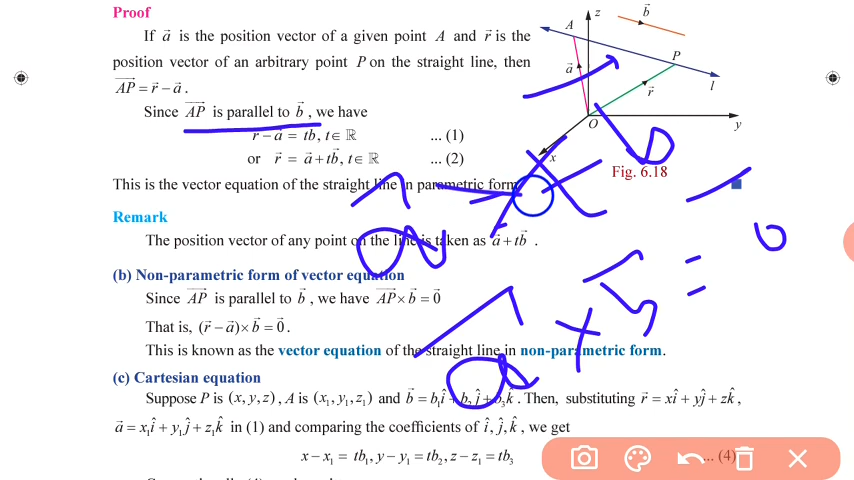 Proof
If a⃗ is the position vector of a given point A and r⃗ is the
position vector of an arbitrary point P on the straight line, then
AP⃗ = r⃗ − a⃗ .
Since AP⃗ is parallel to b⃗ , we have
r⃗ − a⃗ = tb⃗, t ∈ ℝ ... (1)
or r⃗ = a⃗ + tb⃗, t ∈ ℝ ... (2)
z
b⃗
A
P
a⃗
r⃗
l
O
y
x
Fig. 6.18
This is the vector equation of the straight line in parametric form
Remark
The position vector of any point on the line is taken as a⃗ + tb⃗ .
(b) Non-parametric form of vector equation
Since AP⃗ is parallel to b⃗ , we have AP⃗ × b⃗ = 0⃗
That is, (r⃗ − a⃗) × b⃗ = 0⃗ .
This is known as the vector equation of the straight line in non-parametric form.
(c) Cartesian equation
Suppose P is (x, y, z) , A is (x₁, y₁, z₁) and b⃗ = b₁î + b₂ĵ + b₃k̂ . Then, substituting r⃗ = xî + yĵ + zk̂ ,
a⃗ = x₁î + y₁ĵ + z₁k̂ in (1) and comparing the coefficients of î, ĵ, k̂ , we get
x − x₁ = tb₁, y − y₁ = tb₂, z − z₁ = tb₃ ... (4)
a⃗ × b⃗ = 0